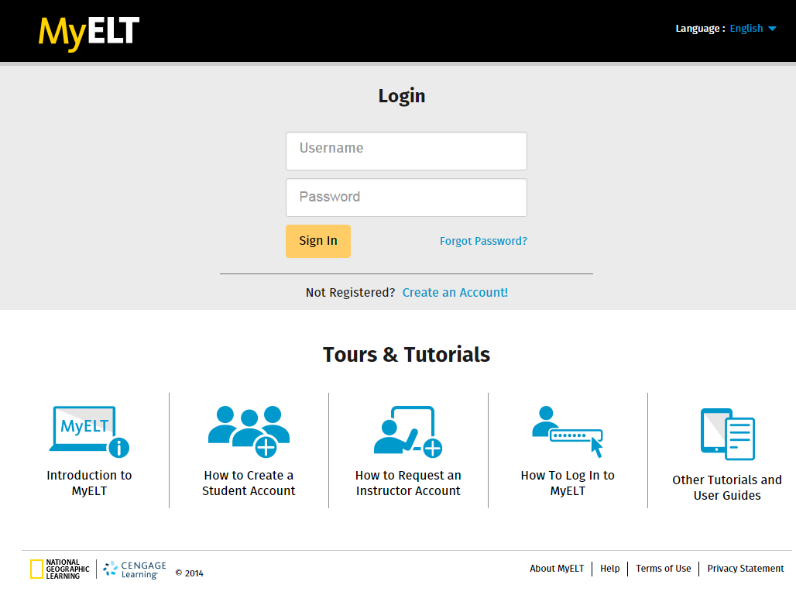 MyELT
Language : English
Login
Username
Password
Sign In
Forgot Password?
Not Registered? Create an Account!
Tours & Tutorials
MyELT
i
Introduction to
MyELT
How to Create a
Student Account
How to Request an
Instructor Account
How To Log In to
MyELT
Other Tutorials and
User Guides
NATIONAL
GEOGRAPHIC
LEARNING
CENGAGE
Learning
© 2014
About MyELT
Help
Terms of Use
Privacy Statement